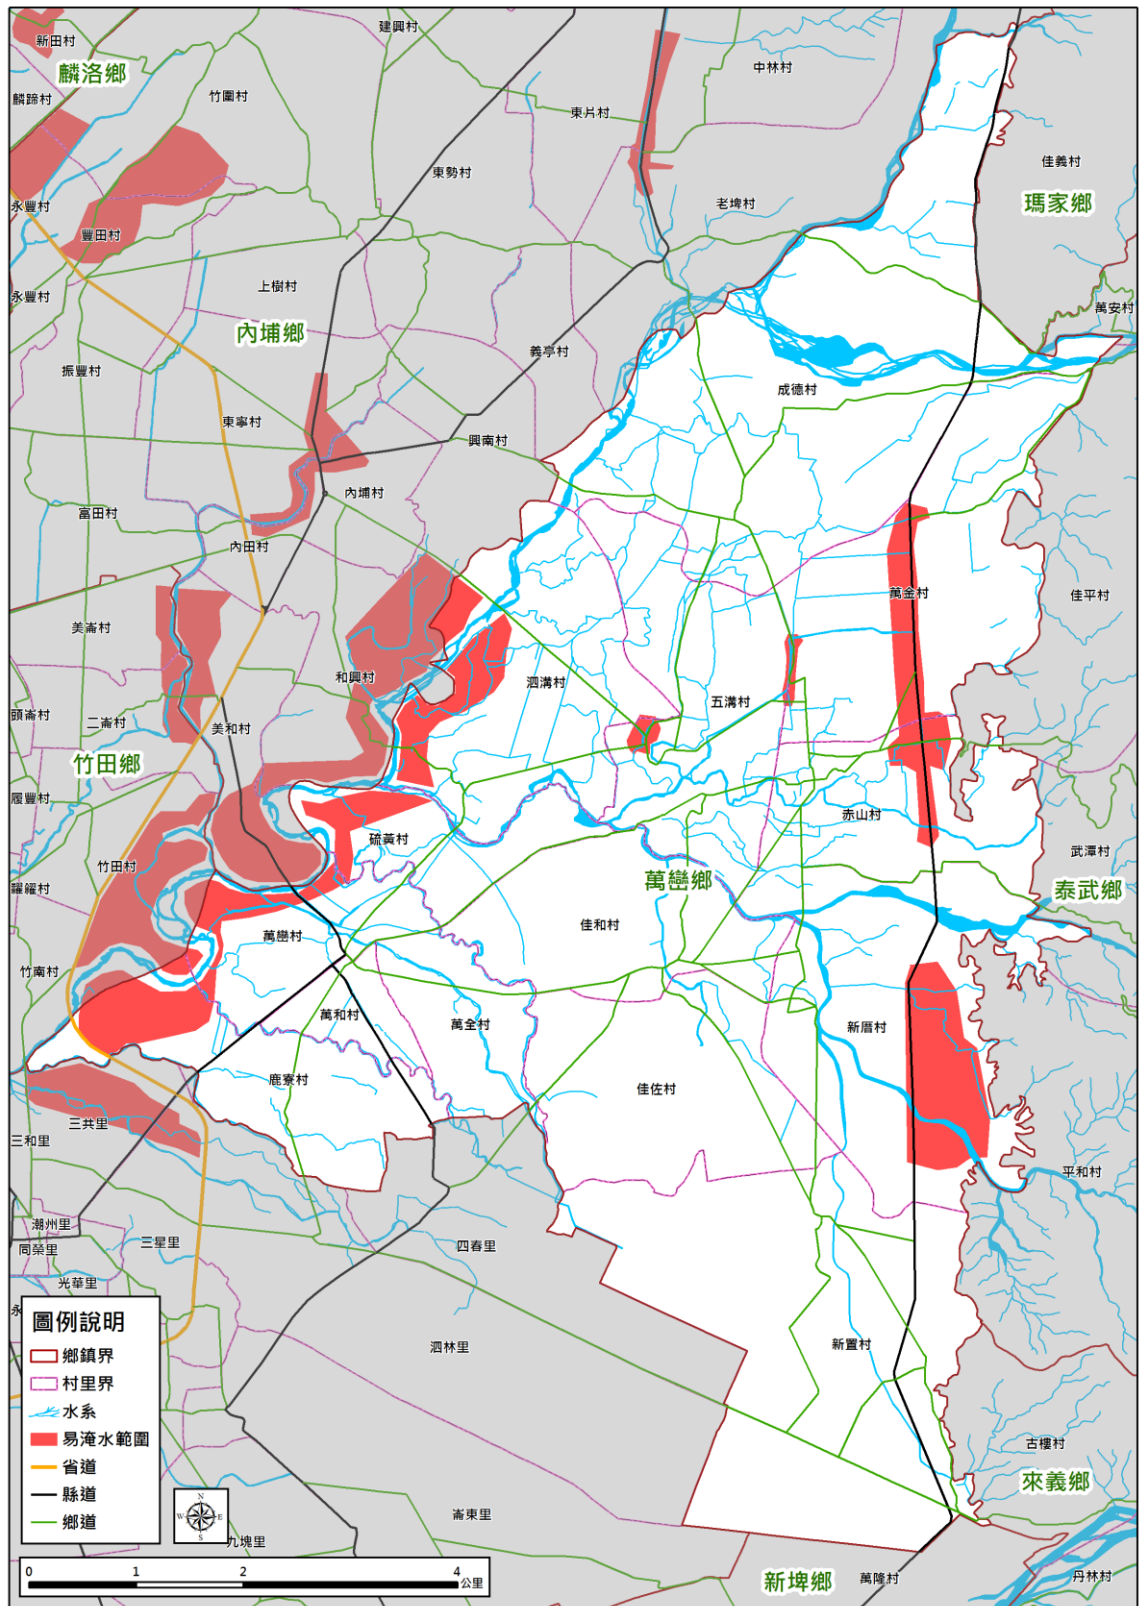 建興村
新田村
中林村
麟洛鄉
竹圍村
麟蹄村
東片村
佳義村
東勢村
瑪家鄉
老埤村
永豐村
豐田村
上樹村
永豐村
萬安村
內埔鄉
義亭村
振豐村
成德村
東寧村
興南村
內埔村
富田村
內田村
萬金村
佳平村
美崙村
和興村
泗溝村
五溝村
頭崙村
二崙村
美和村
竹田鄉
履豐村
赤山村
硫黃村
武潭村
竹田村
萬巒鄉
糶糴村
泰武鄉
佳和村
萬巒村
竹南村
萬和村
萬全村
新厝村
鹿寮村
佳佐村
三共里
三和里
平和村
潮州里
三星里
同榮里
四春里
光華里
永
新置村
泗林里
圖例說明
鄉鎮界
村里界
水系
易淹水範圍
省道
縣道
鄉道
古樓村
來義鄉
崙東里
N
W
E
S
九塊里
新埤鄉
萬隆村
丹林村
0 1 2 4
公里